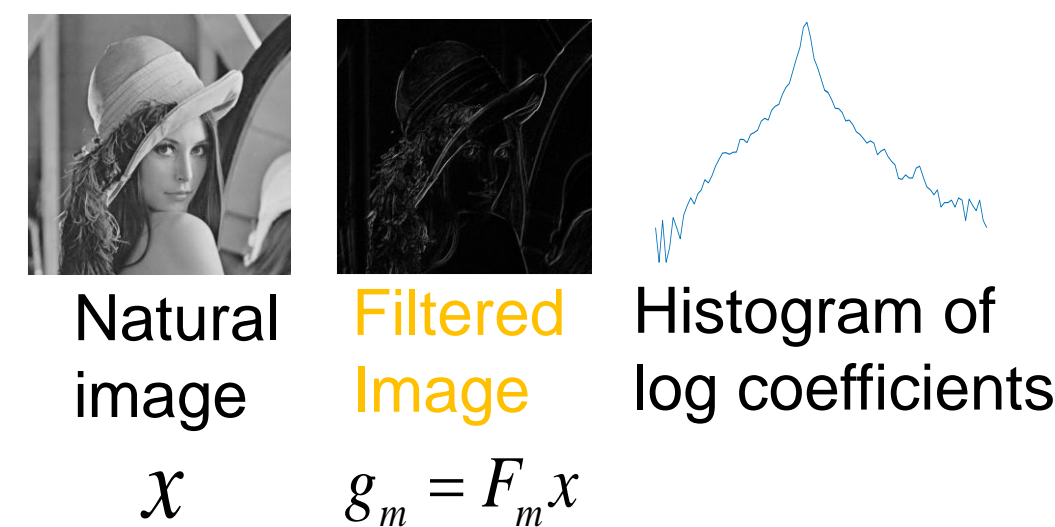 Natural
image
x
Filtered
Image
g_m = F_m x
Histogram of
log coefficients